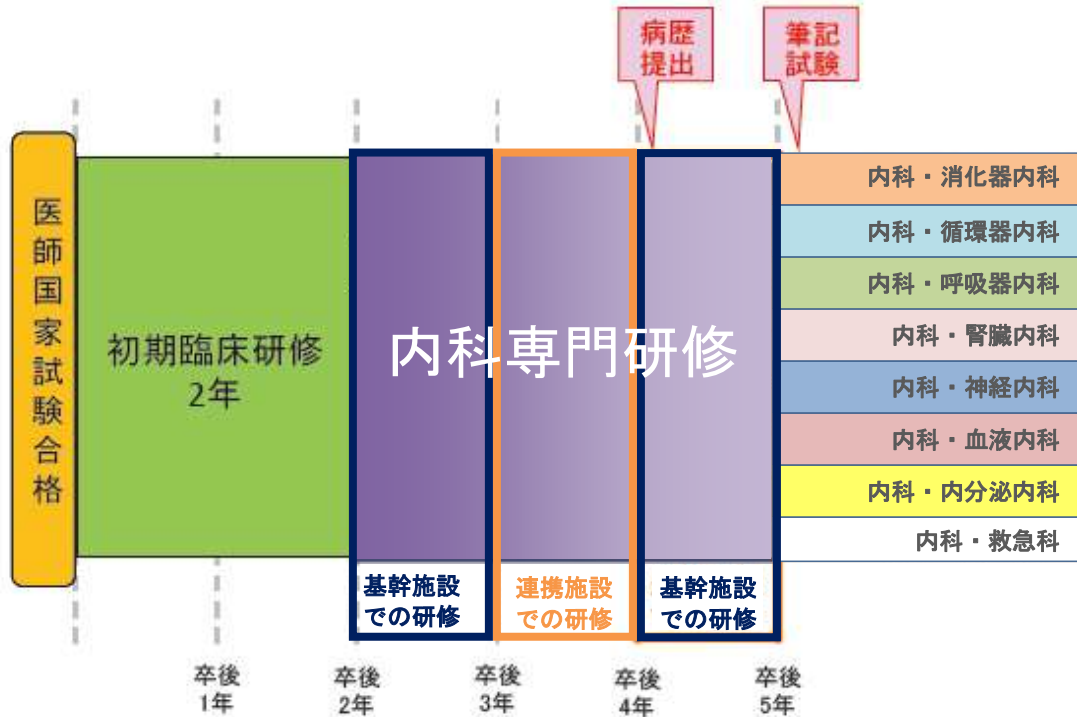 病歴
提出
筆記
試験
医師国家試験合格
初期臨床研修
2年
内科専門研修
内科・消化器内科
内科・循環器内科
内科・呼吸器内科
内科・腎臓内科
内科・神経内科
内科・血液内科
内科・内分泌内科
内科・救急科
基幹施設
での研修
連携施設
での研修
基幹施設
での研修
卒後
1年
卒後
2年
卒後
3年
卒後
4年
卒後
5年